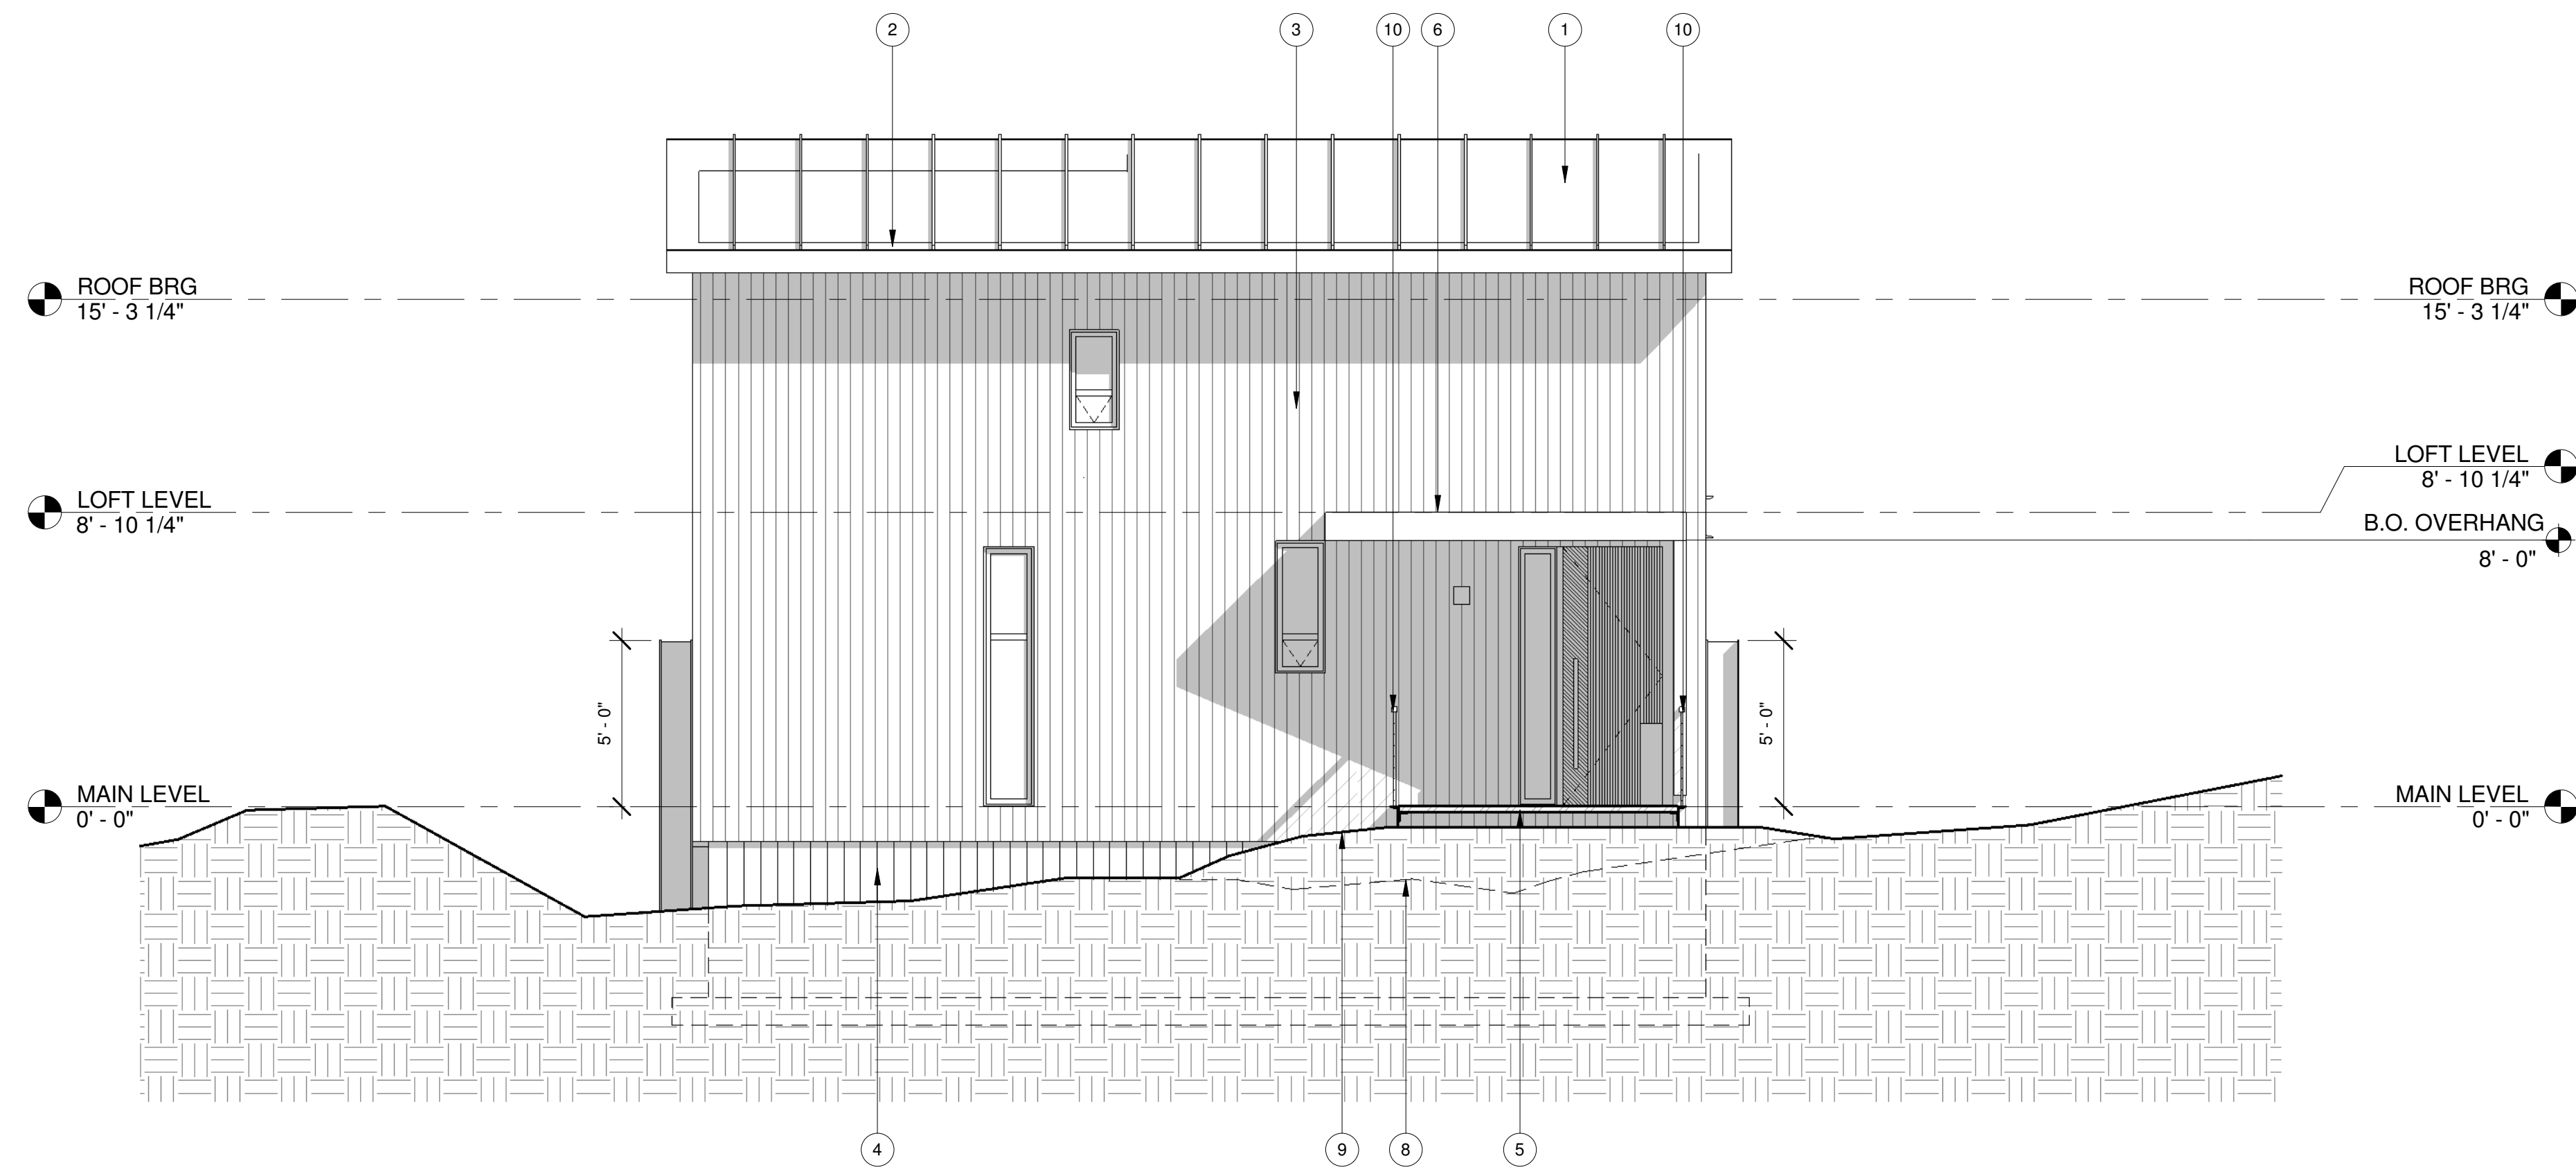 2
3
10
6
1
10
ROOF BRG
15' - 3 1/4"
ROOF BRG
15' - 3 1/4"
LOFT LEVEL
8' - 10 1/4"
LOFT LEVEL
8' - 10 1/4"
B.O. OVERHANG
8' - 0"
5' - 0"
5' - 0"
MAIN LEVEL
0' - 0"
MAIN LEVEL
0' - 0"
4
9
8
5